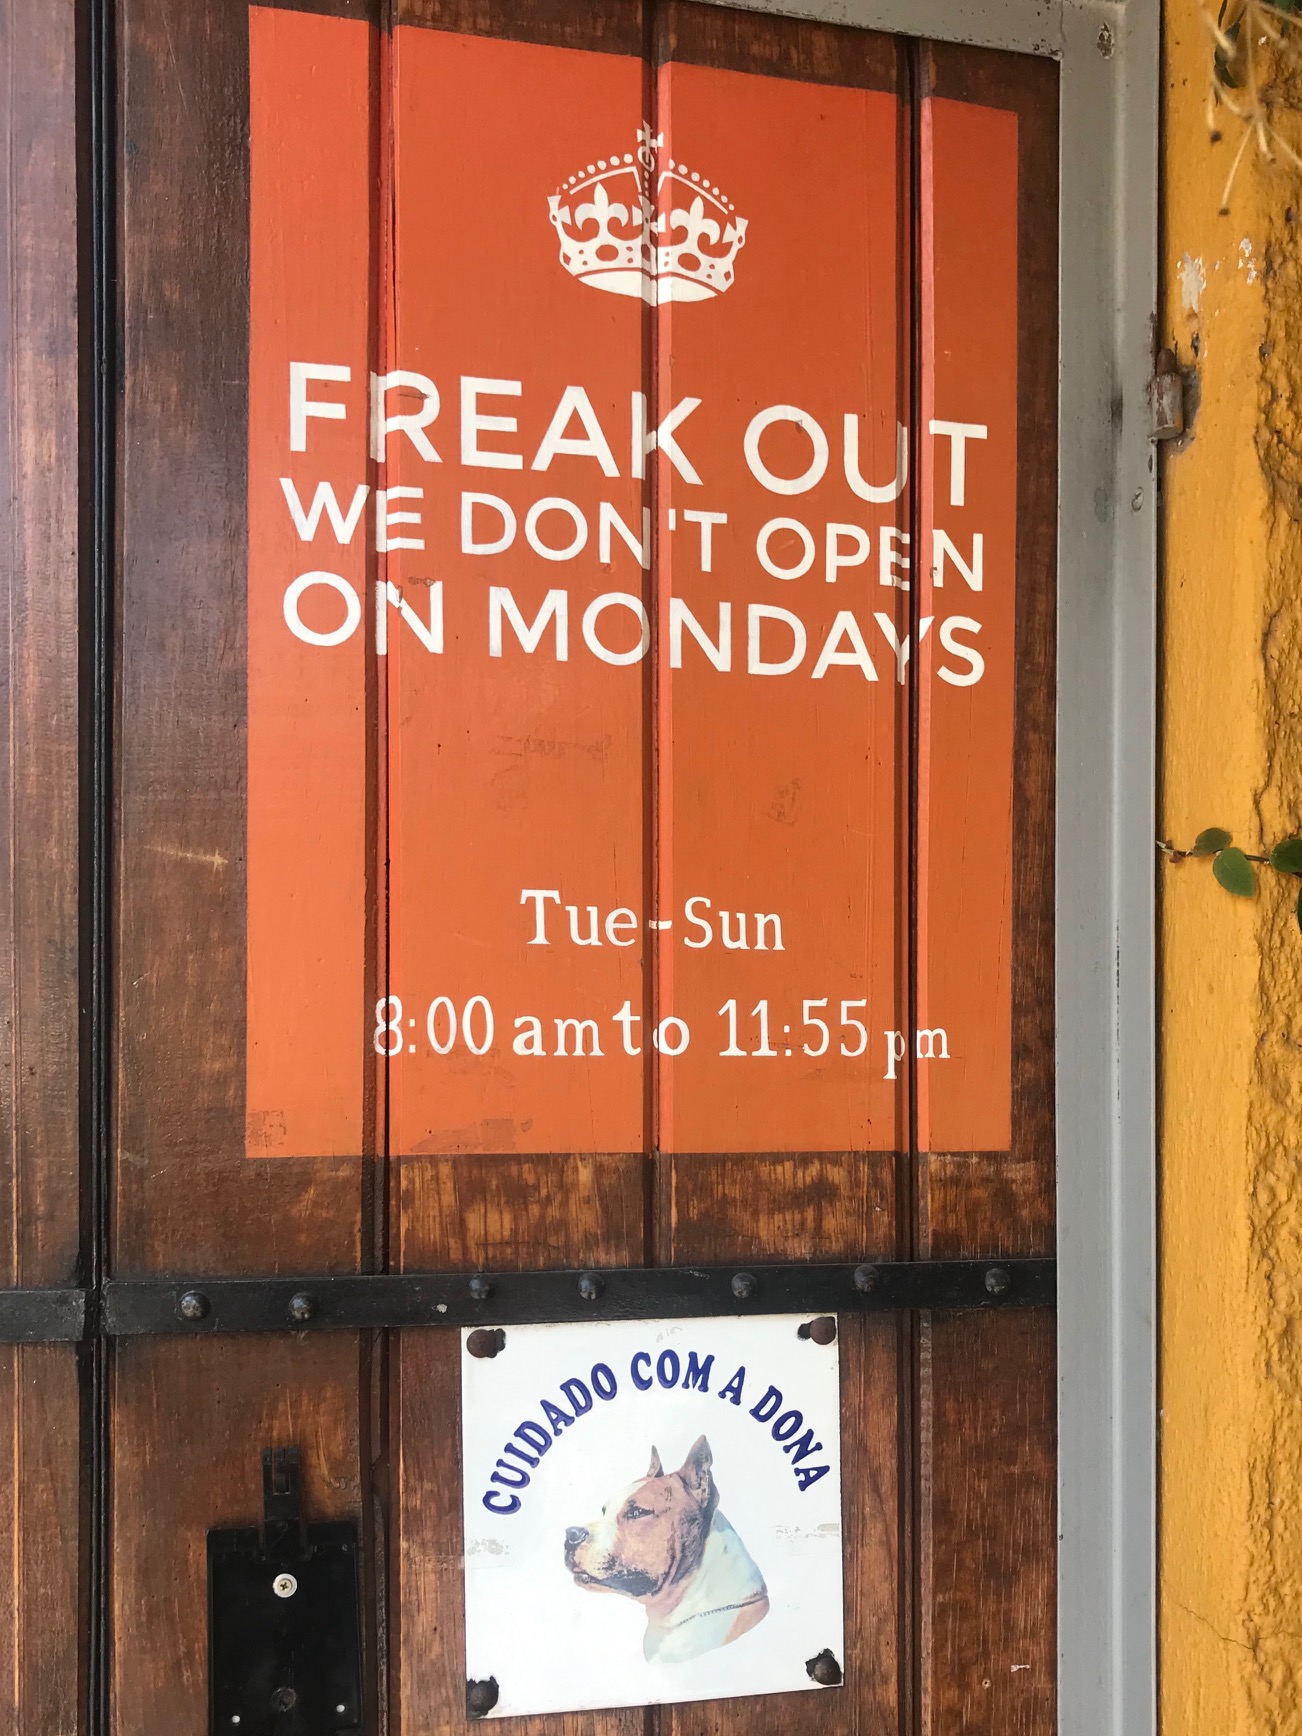 FREAK OUT
WE DON'T OPEN
ON MONDAYS
Tue-Sun
8:00 am to 11:55 pm
CUIDADO COM A DONA